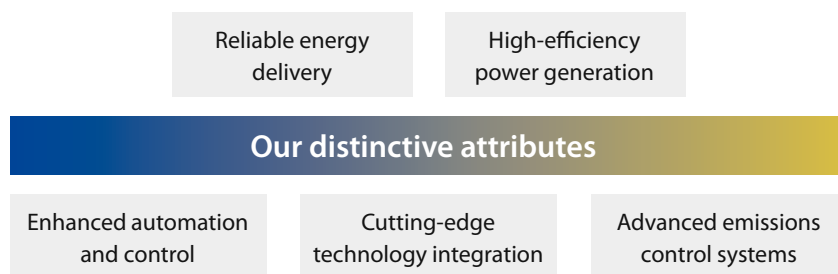 Reliable energy
delivery
High-efficiency
power generation
Our distinctive attributes
Enhanced automation
and control
Cutting-edge
technology integration
Advanced emissions
control systems